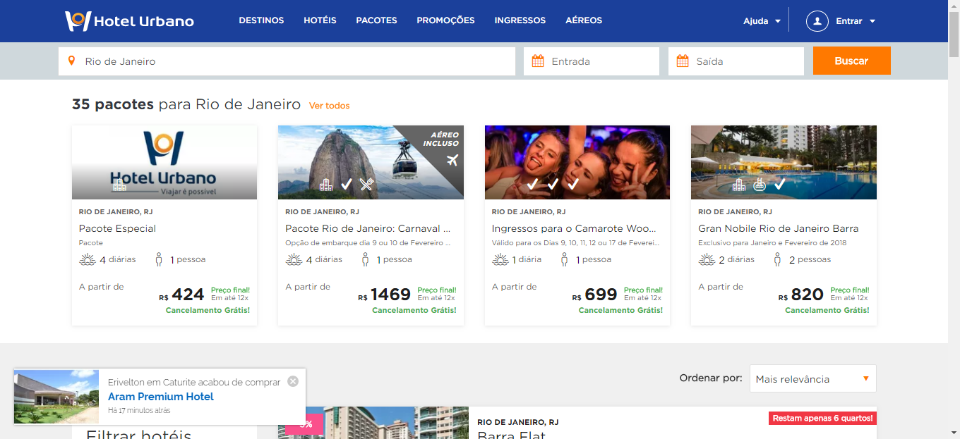 Hotel Urbano
DESTINOS HOTÉIS PACOTES PROMOÇÕES INGRESSOS AÉREOS
Ajuda Entrar
Rio de Janeiro Entrada Saída Buscar
35 pacotes para Rio de Janeiro Ver todos
Hotel Urbano
Viajar é possível
RIO DE JANEIRO, RJ
Pacote Especial
Pacote
4 diárias 1 pessoa
A partir de
R$ 424 Preço final!
Em até 12x
Cancelamento Grátis!
AÉREO
INCLUSO
RIO DE JANEIRO, RJ
Pacote Rio de Janeiro: Carnaval ...
Opção de embarque dia 9 ou 10 de Fevereiro ...
4 diárias 1 pessoa
A partir de
R$ 1469 Preço final!
Em até 12x
Cancelamento Grátis!
RIO DE JANEIRO, RJ
Ingressos para o Camarote Woo...
Válido para os Dias 9, 10, 11, 12 ou 17 de Feverei...
1 diária 1 pessoa
A partir de
R$ 699 Preço final!
Em até 12x
Cancelamento Grátis!
RIO DE JANEIRO, RJ
Gran Nobile Rio de Janeiro Barra
Exclusivo para Janeiro e Fevereiro de 2018
2 diárias 2 pessoas
A partir de
R$ 820 Preço final!
Em até 12x
Cancelamento Grátis!
Ordenar por: Mais relevância
Erivelton em Caturite acabou de comprar
Aram Premium Hotel
Há 17 minutos atrás
Filtrar hotéis
RIO DE JANEIRO, RJ
Barra Flat
Restam apenas 6 quartos!